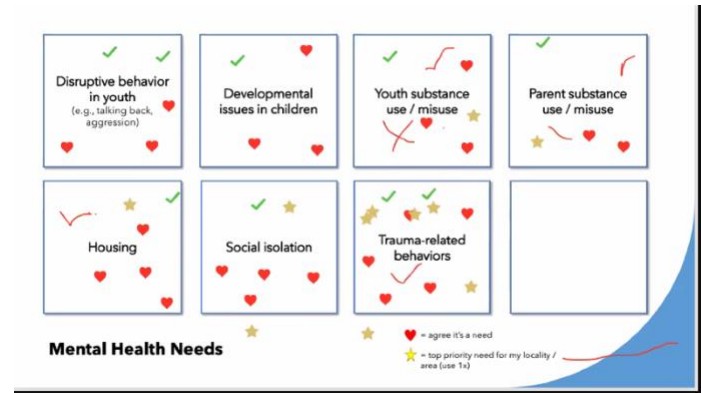 Disruptive behavior
in youth
(e.g., talking back,
aggression)
Developmental
issues in children
Youth substance
use / misuse
Parent substance
use / misuse
Housing
Social isolation
Trauma-related
behaviors
Mental Health Needs
= agree it's a need
= top priority need for my locality /
area (use 1x)